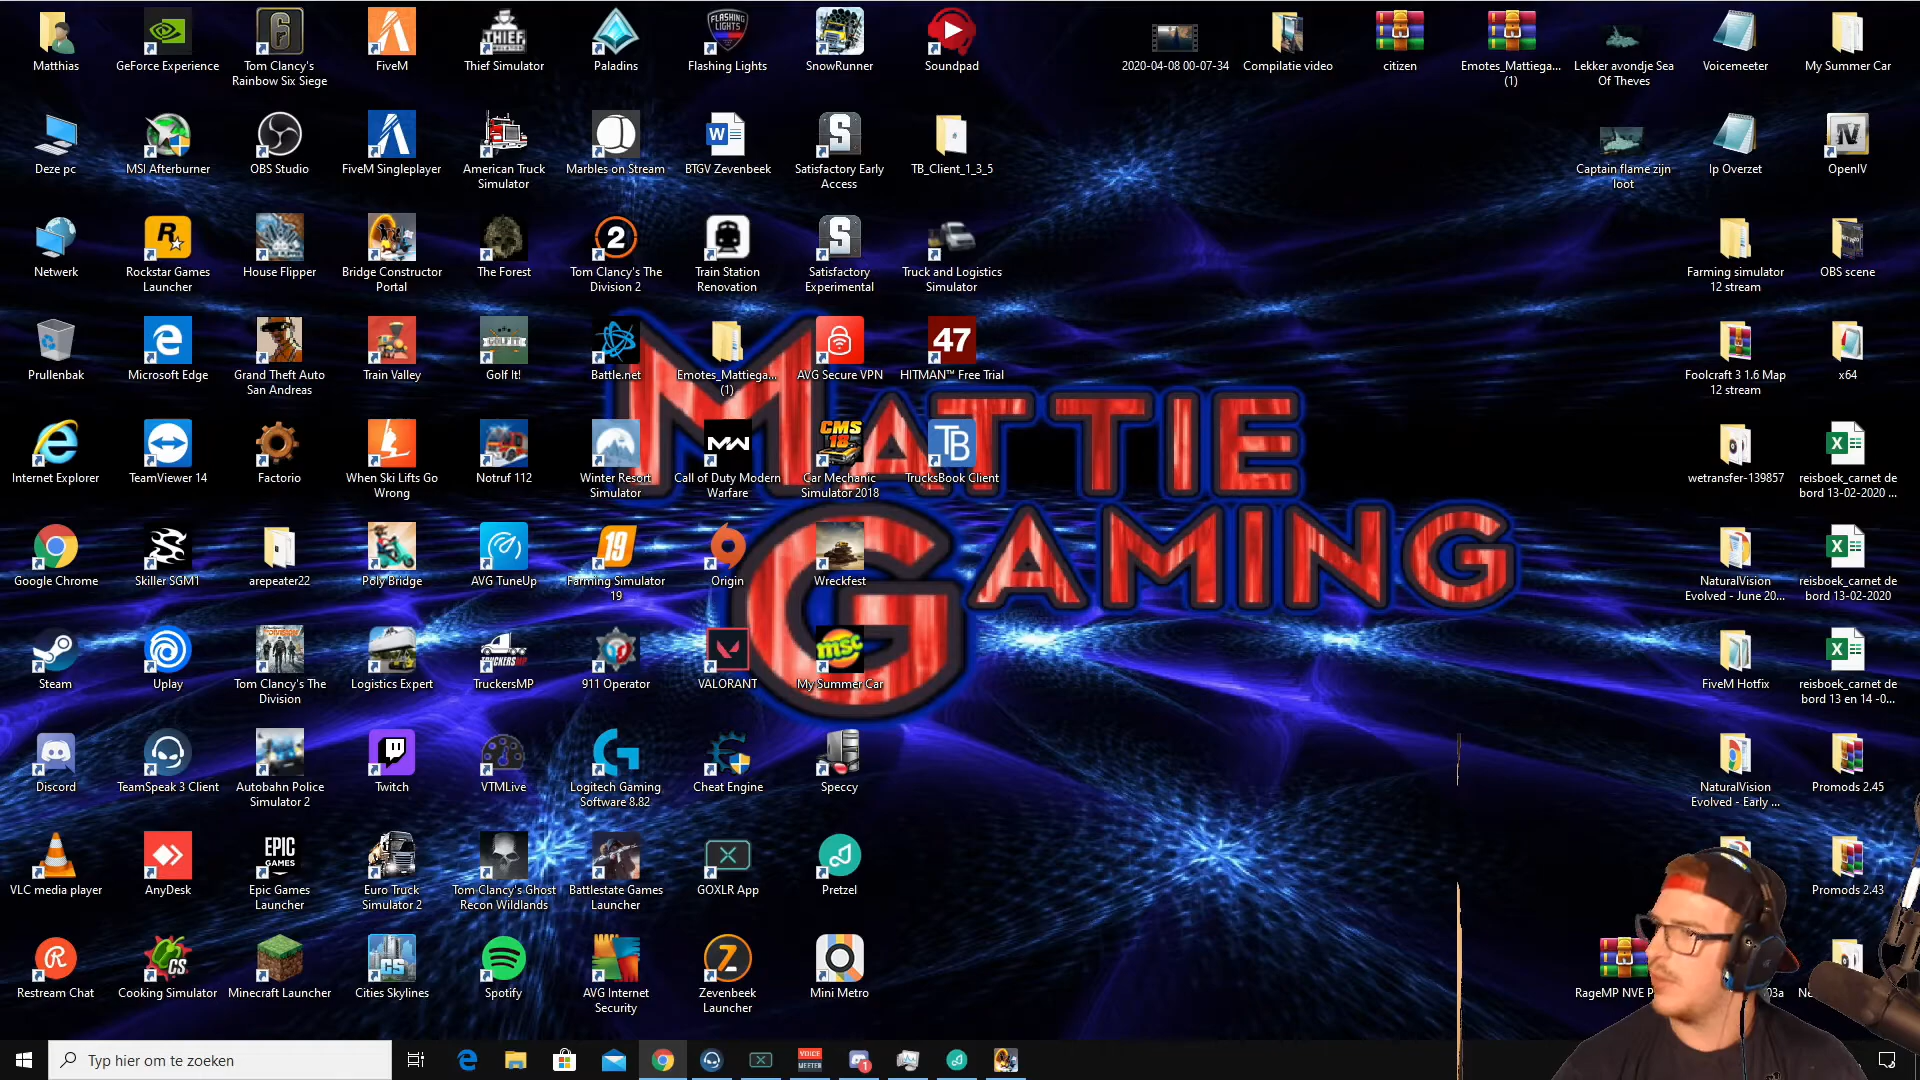 Matthias
GeForce Experience
Tom Clancy's
Rainbow Six Siege
FiveM
Thief Simulator
Paladins
Flashing Lights
SnowRunner
Soundpad
2020-04-08 00-07-34
Compilatie video
citizen
Emotes_Mattiega...
(1)
Lekker avondje Sea
Of Theves
Voicemeeter
My Summer Car
Deze pc
MSI Afterburner
OBS Studio
FiveM Singleplayer
American Truck
Simulator
Marbles on Stream
BTGV Zevenbeek
Satisfactory Early
Access
TB_Client_1_3_5
Captain flame zijn
loot
Ip Overzet
OpenIV
Netwerk
Rockstar Games
Launcher
House Flipper
Bridge Constructor
Portal
The Forest
Tom Clancy's The
Division 2
Train Station
Renovation
Satisfactory
Experimental
Truck and Logistics
Simulator
Farming simulator
12 stream
OBS scene
Prullenbak
Microsoft Edge
Grand Theft Auto
San Andreas
Train Valley
Golf It!
Battle.net
Emotes_Mattiega...
(1)
AVG Secure VPN
HITMAN™ Free Trial
Foolcraft 3 1.6 Map
12 stream
x64
MATTIE
GAMING
Internet Explorer
TeamViewer 14
Factorio
When Ski Lifts Go
Wrong
Notruf 112
Winter Resort
Simulator
Call of Duty Modern
Warfare
Car Mechanic
Simulator 2018
TrucksBook Client
wetransfer-139857
reisboek_carnet de
bord 13-02-2020 ...
Google Chrome
Skiller SGM1
arepeater22
Poly Bridge
AVG TuneUp
Farming Simulator
19
Origin
Wreckfest
NaturalVision
Evolved - June 20...
reisboek_carnet de
bord 13-02-2020
Steam
Uplay
Tom Clancy's The
Division
Logistics Expert
TruckersMP
911 Operator
VALORANT
My Summer Car
FiveM Hotfix
reisboek_carnet de
bord 13 en 14 -0...
Discord
TeamSpeak 3 Client
Autobahn Police
Simulator 2
Twitch
VTMLive
Logitech Gaming
Software 8.82
Cheat Engine
Speccy
NaturalVision
Evolved - Early ...
Promods 2.45
VLC media player
AnyDesk
Epic Games
Launcher
Euro Truck
Simulator 2
Tom Clancy's Ghost
Recon Wildlands
Battlestate Games
Launcher
GOXLR App
Pretzel
Promods 2.43
Restream Chat
Cooking Simulator
Minecraft Launcher
Cities Skylines
Spotify
AVG Internet
Security
Zevenbeek
Launcher
Mini Metro
RageMP NVE
Typ hier om te zoeken